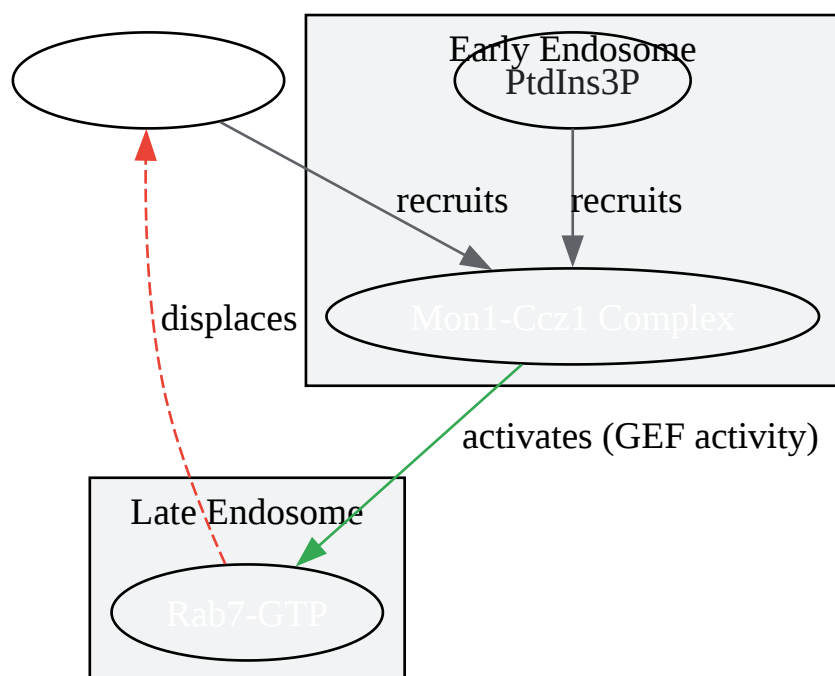 Early Endosome
PtdIns3P
recruits
recruits
Mon1-Ccz1 Complex
displaces
activates (GEF activity)
Late Endosome
Rab7-GTP